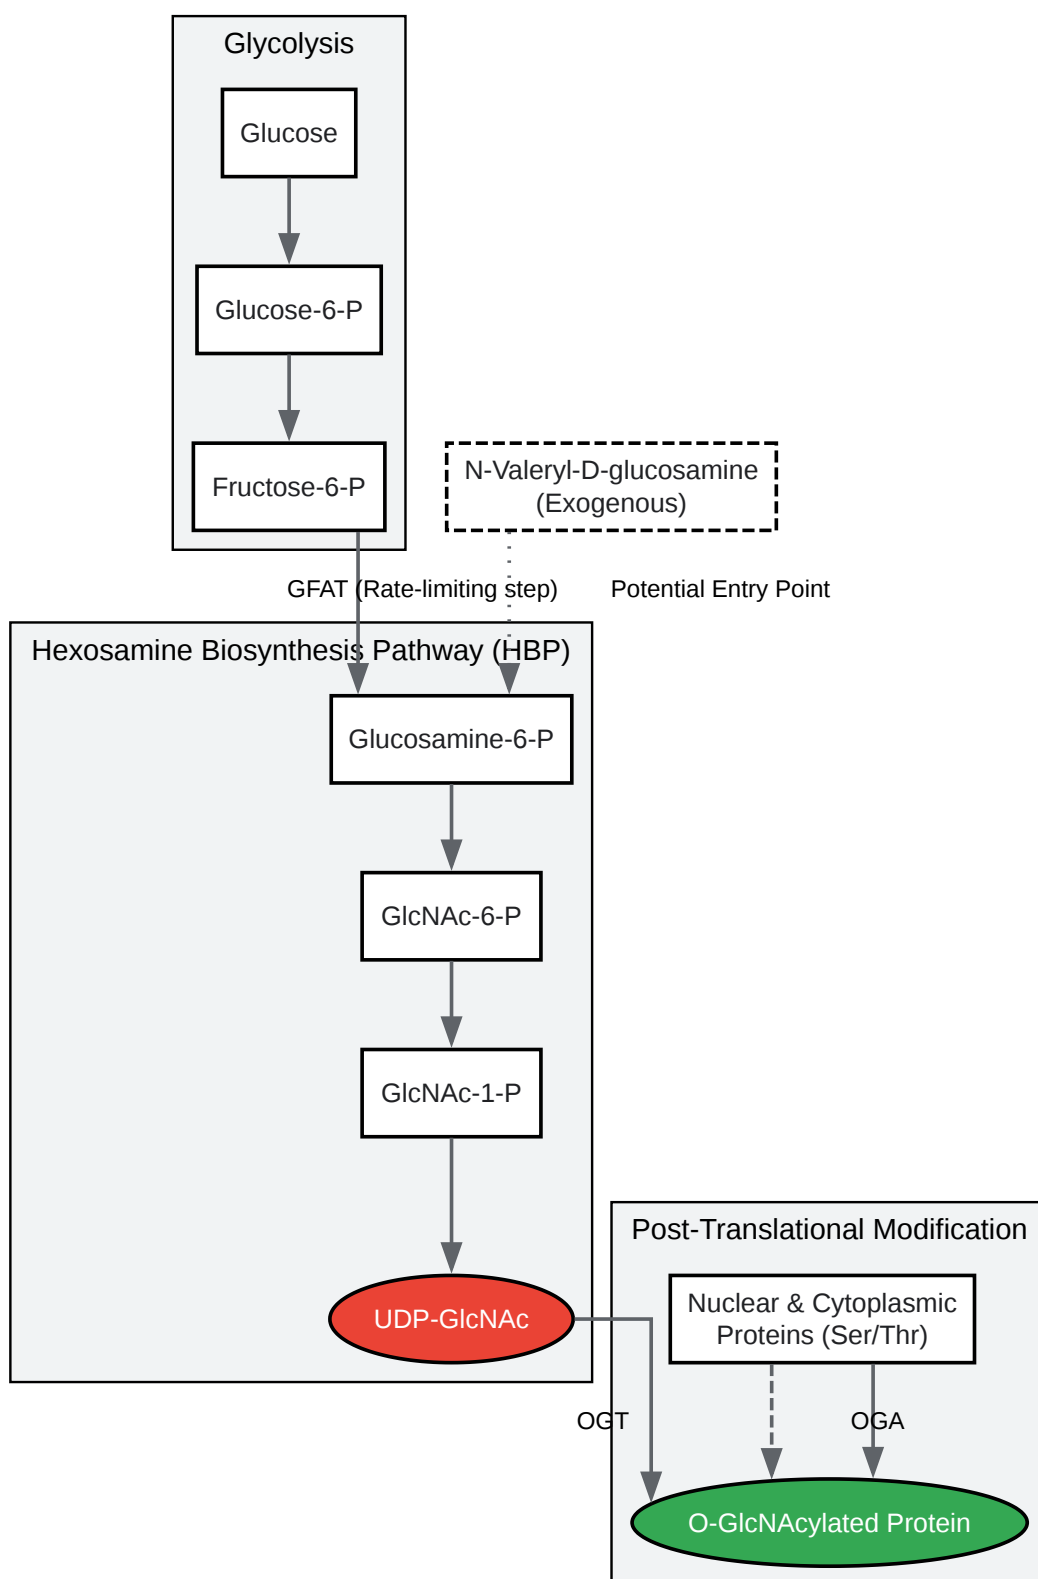 Glycolysis
Glucose
Glucose-6-P
Fructose-6-P
N-Valeryl-D-glucosamine
(Exogenous)
GFAT (Rate-limiting step)
Potential Entry Point
Hexosamine Biosynthesis Pathway (HBP)
Glucosamine-6-P
GlcNAc-6-P
GlcNAc-1-P
UDP-GlcNAc
Post-Translational Modification
Nuclear & Cytoplasmic
Proteins (Ser/Thr)
OGT
OGA
O-GlcNAcylated Protein